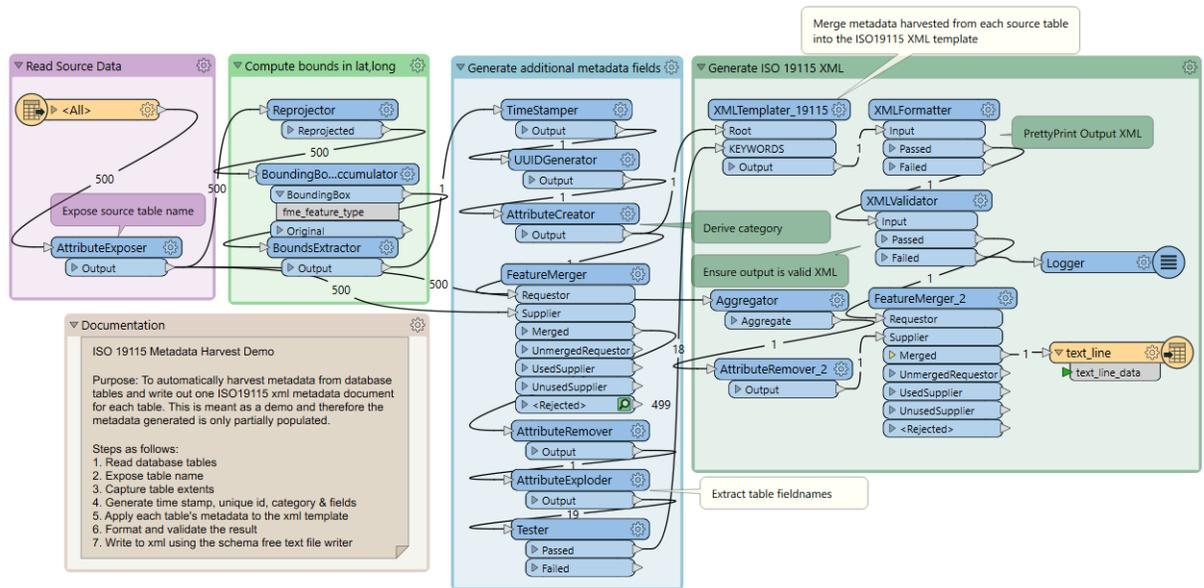 Merge metadata harvested from each source table
into the ISO19115 XML template
Read Source Data
<All>
500
Expose source table name
AttributeExposer
Output
500
Compute bounds in lat,long
Reprojector
Reprojected
500
BoundingBo...ccumulator
BoundingBox
fme_feature_type
Original
BoundsExtractor
Output
1
500
500
Generate additional metadata fields
TimeStamper
Output
1
UUIDGenerator
Output
1
AttributeCreator
Output
1
FeatureMerger
Requestor
Supplier
Merged
UnmergedRequestor
UsedSupplier
UnusedSupplier
<Rejected>
499
18
AttributeRemover
Output
1
AttributeExploder
Output
19
Tester
Passed
Failed
Extract table fieldnames
Generate ISO 19115 XML
XMLTemplater_19115
Root
KEYWORDS
Output
1
XMLFormatter
Input
Passed
Failed
PrettyPrint Output XML
1
XMLValidator
Input
Passed
Failed
1
Derive category
Ensure output is valid XML
Logger
Aggregator
Aggregate
1
AttributeRemover_2
Output
1
FeatureMerger_2
Requestor
Supplier
Merged
UnmergedRequestor
UsedSupplier
UnusedSupplier
<Rejected>
1
text_line
text_line_data
Documentation
ISO 19115 Metadata Harvest Demo
Purpose: To automatically harvest metadata from database
tables and write out one ISO19115 xml metadata document
for each table. This is meant as a demo and therefore the
metadata generated is only partially populated.
Steps as follows:
1. Read database tables
2. Expose table name
3. Capture table extents
4. Generate time stamp, unique id, category & fields
5. Apply each table's metadata to the xml template
6. Format and validate the result
7. Write to xml using the schema free text file writer